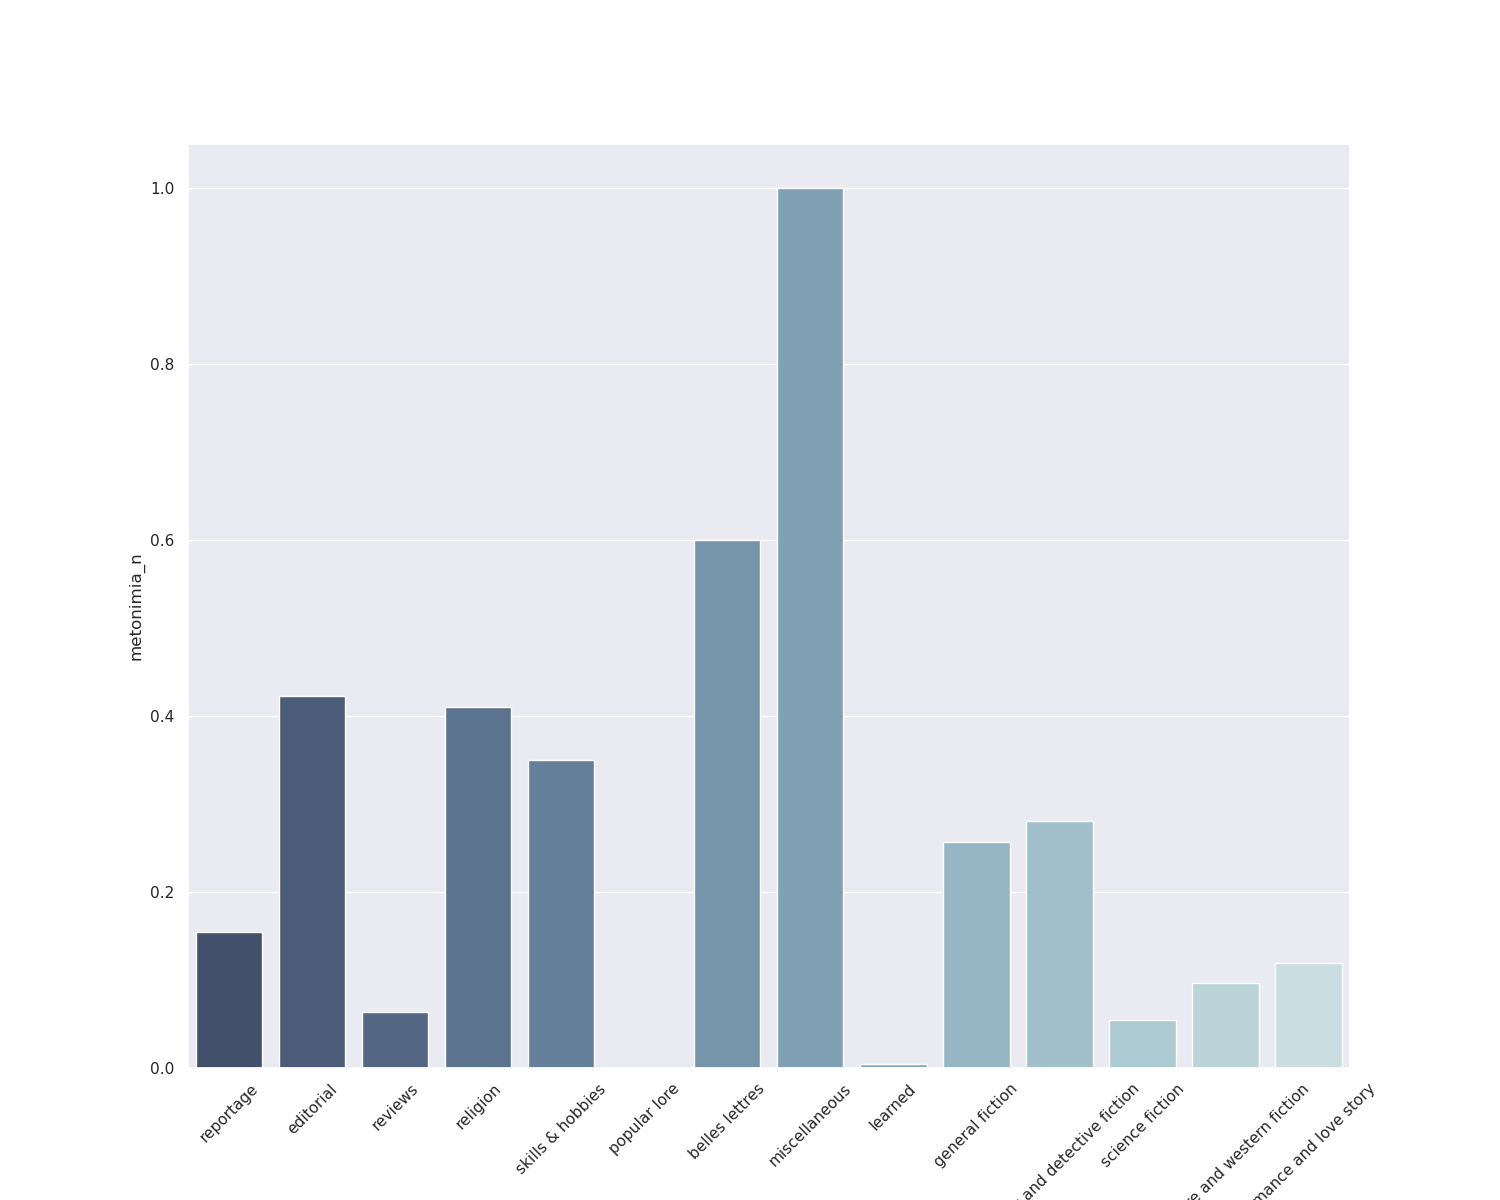 1.0
0.8
0.6
0.4
0.2
0.0
metonimia_n
reportage
editorial
reviews
religion
skills & hobbies
popular lore
belles lettres
miscellaneous
learned
general fiction
and detective fiction
science fiction
and western fiction
and love story